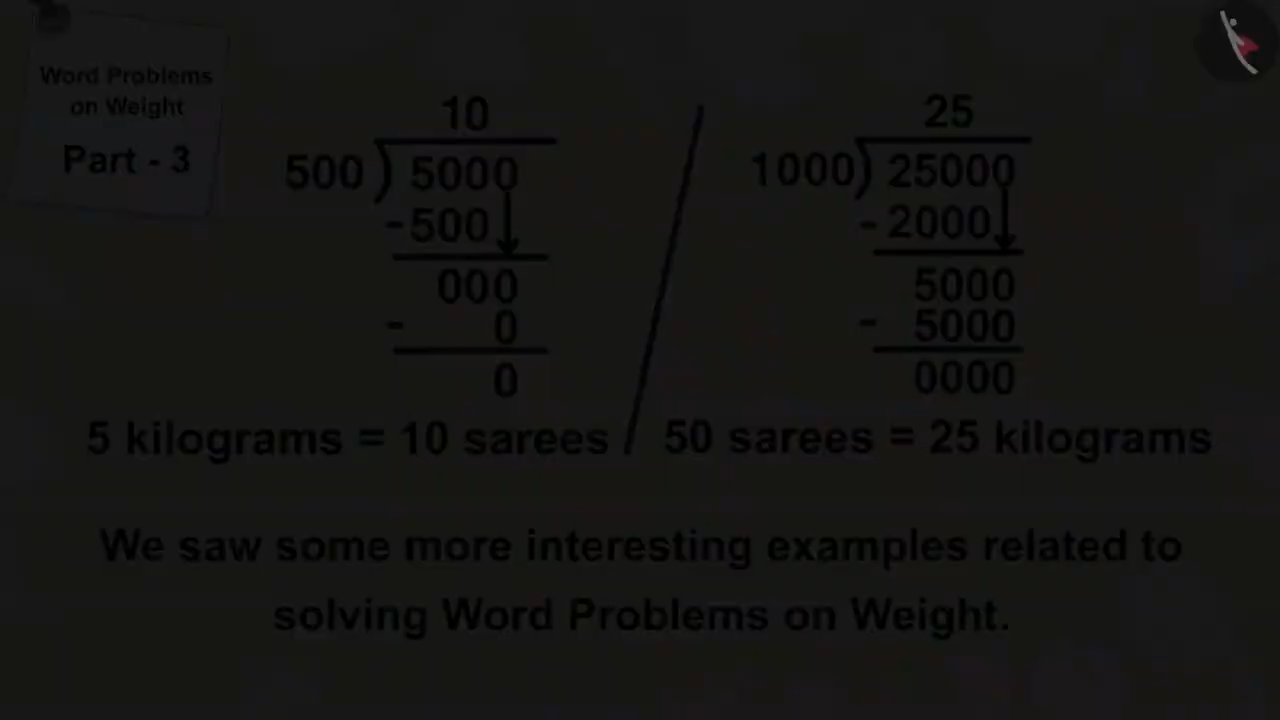 Word Problems
on Weight
Part - 3
10
500 ) 5000
-500
000
- 0
0
5 kilograms = 10 sarees
/
25
1000) 25000
- 2000
5000
- 5000
0000
50 sarees = 25 kilograms
We saw some more interesting examples related to
solving Word Problems on Weight.